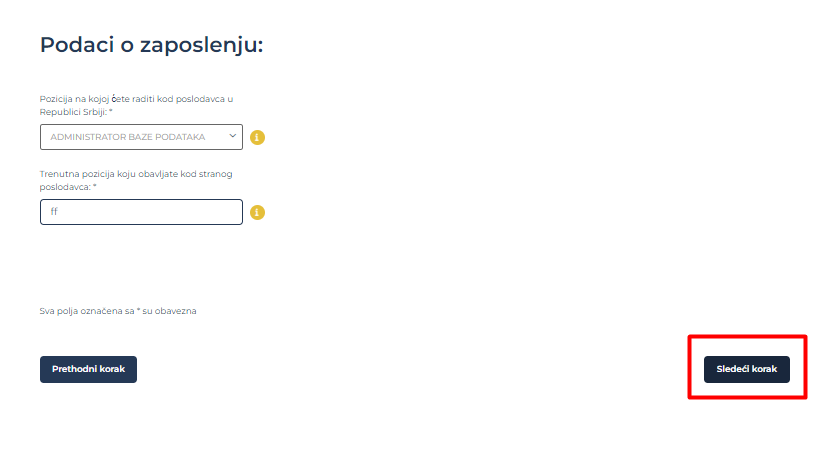 Podaci o zaposlenju:
Pozicija na kojoj ćete raditi kod poslodavca u
Republici Srbiji: *
ADMINISTRATOR BAZE PODATAKA
Trenutna pozicija koju obavljate kod stranog
poslodavca: *
ff
Sva polja označena sa * su obavezna
Prethodni korak
Sledeći korak